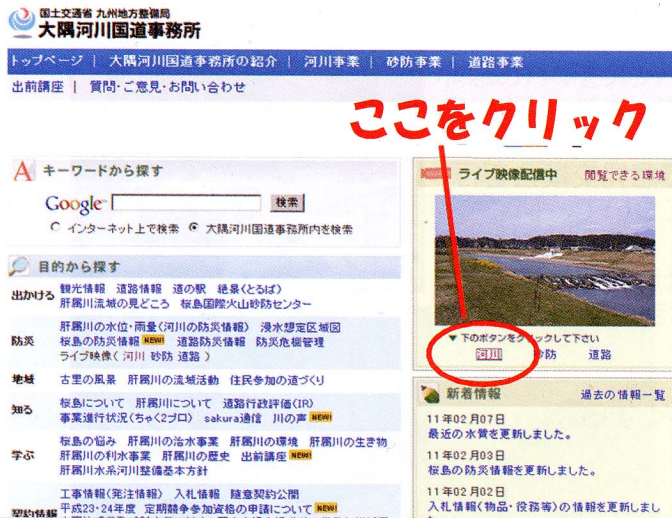 国土交通省 九州地方整備局
大隅河川国道事務所
トップページ | 大隅河川国道事務所の紹介 | 河川事業 | 砂防事業 | 道路事業
出前講座 | 質問・ご意見・お問い合わせ
ここをクリック
A キーワードから探す
Google 検索
インターネット上で検索 大隅河川国道事務所内を検索
目的から探す
出かける 観光情報 道路情報 道の駅 絶景(とるぱ)
肝属川流域の見どころ 桜島国際火山砂防センター
防災 肝属川の水位・雨量(河川の防災情報) 浸水想定区域図
桜島の防災情報 NEW! 道路防災情報 防災危機管理
ライブ映像( 河川 砂防 道路 )
地域 古里の風景 肝属川の流域活動 住民参加の道づくり
知る 桜島について 肝属川について 道路行政評価(IR)
事業進行状況(ちゃく2プロ) sakura通信 川の声 NEW!
学ぶ 桜島の悩み 肝属川の治水事業 肝属川の環境 肝属川の生き物
肝属川の利水事業 肝属川の歴史 出前講座 NEW!
肝属川水系河川整備基本方針
契約情報 工事情報(発注情報) 入札情報 随意契約公開
平成23・24年度 定期競争参加資格の申請について NEW!
ライブ映像配信中 閲覧できる環境
▼ 下のボタンをクリックして下さい
河川 砂防 道路
新着情報 過去の情報一覧
11年02月07日
最近の水質を更新しました。
11年02月03日
桜島の防災情報を更新しました。
11年02月02日
入札情報(物品・役務等)の情報を更新しまし